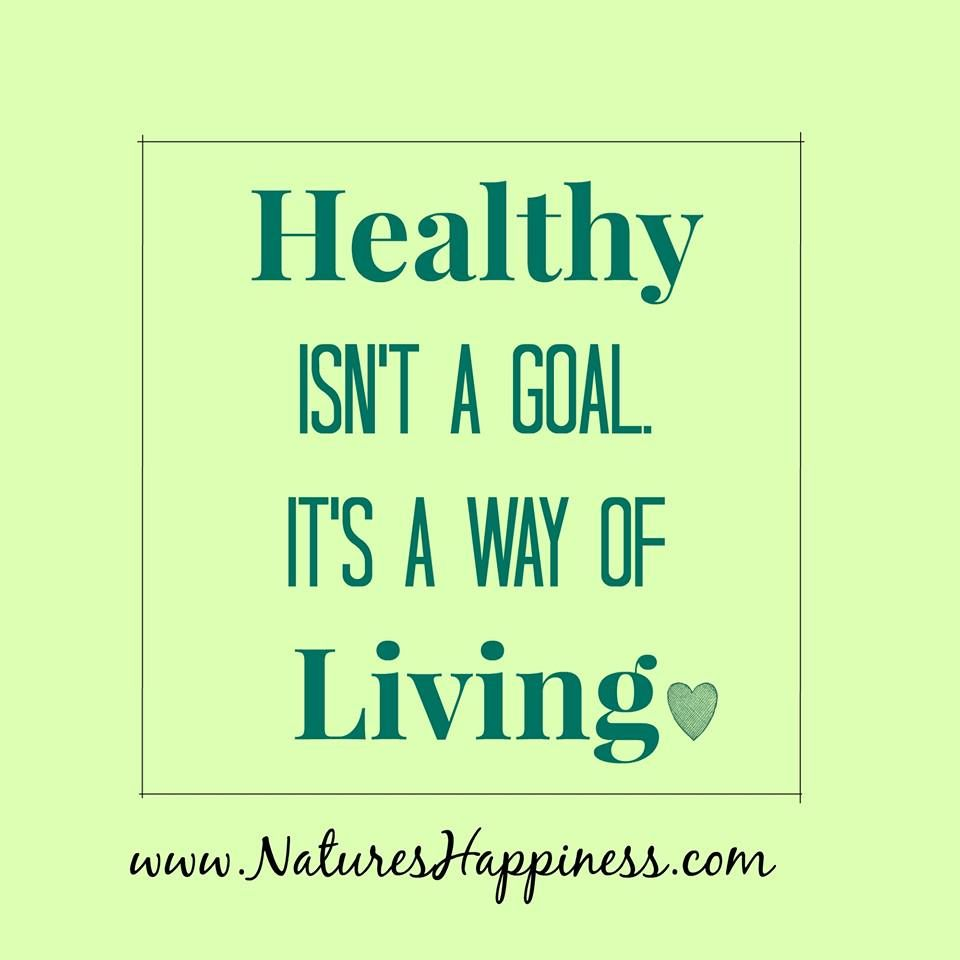 Healthy
ISN'T A GOAL.
IT'S A WAY OF
Living
www.NaturesHappiness.com